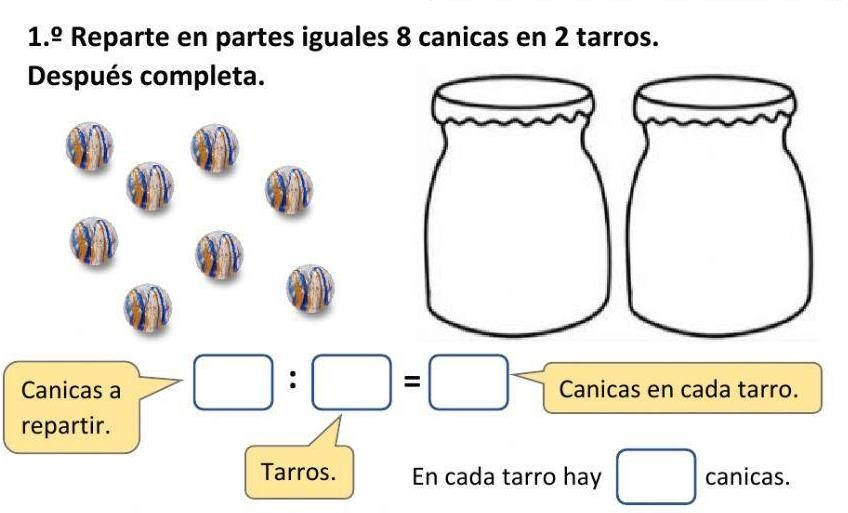 1.º Reparte en partes iguales 8 canicas en 2 tarros.
Después completa.
Canicas a
repartir.
:
=
Canicas en cada tarro.
Tarros.
En cada tarro hay canicas.